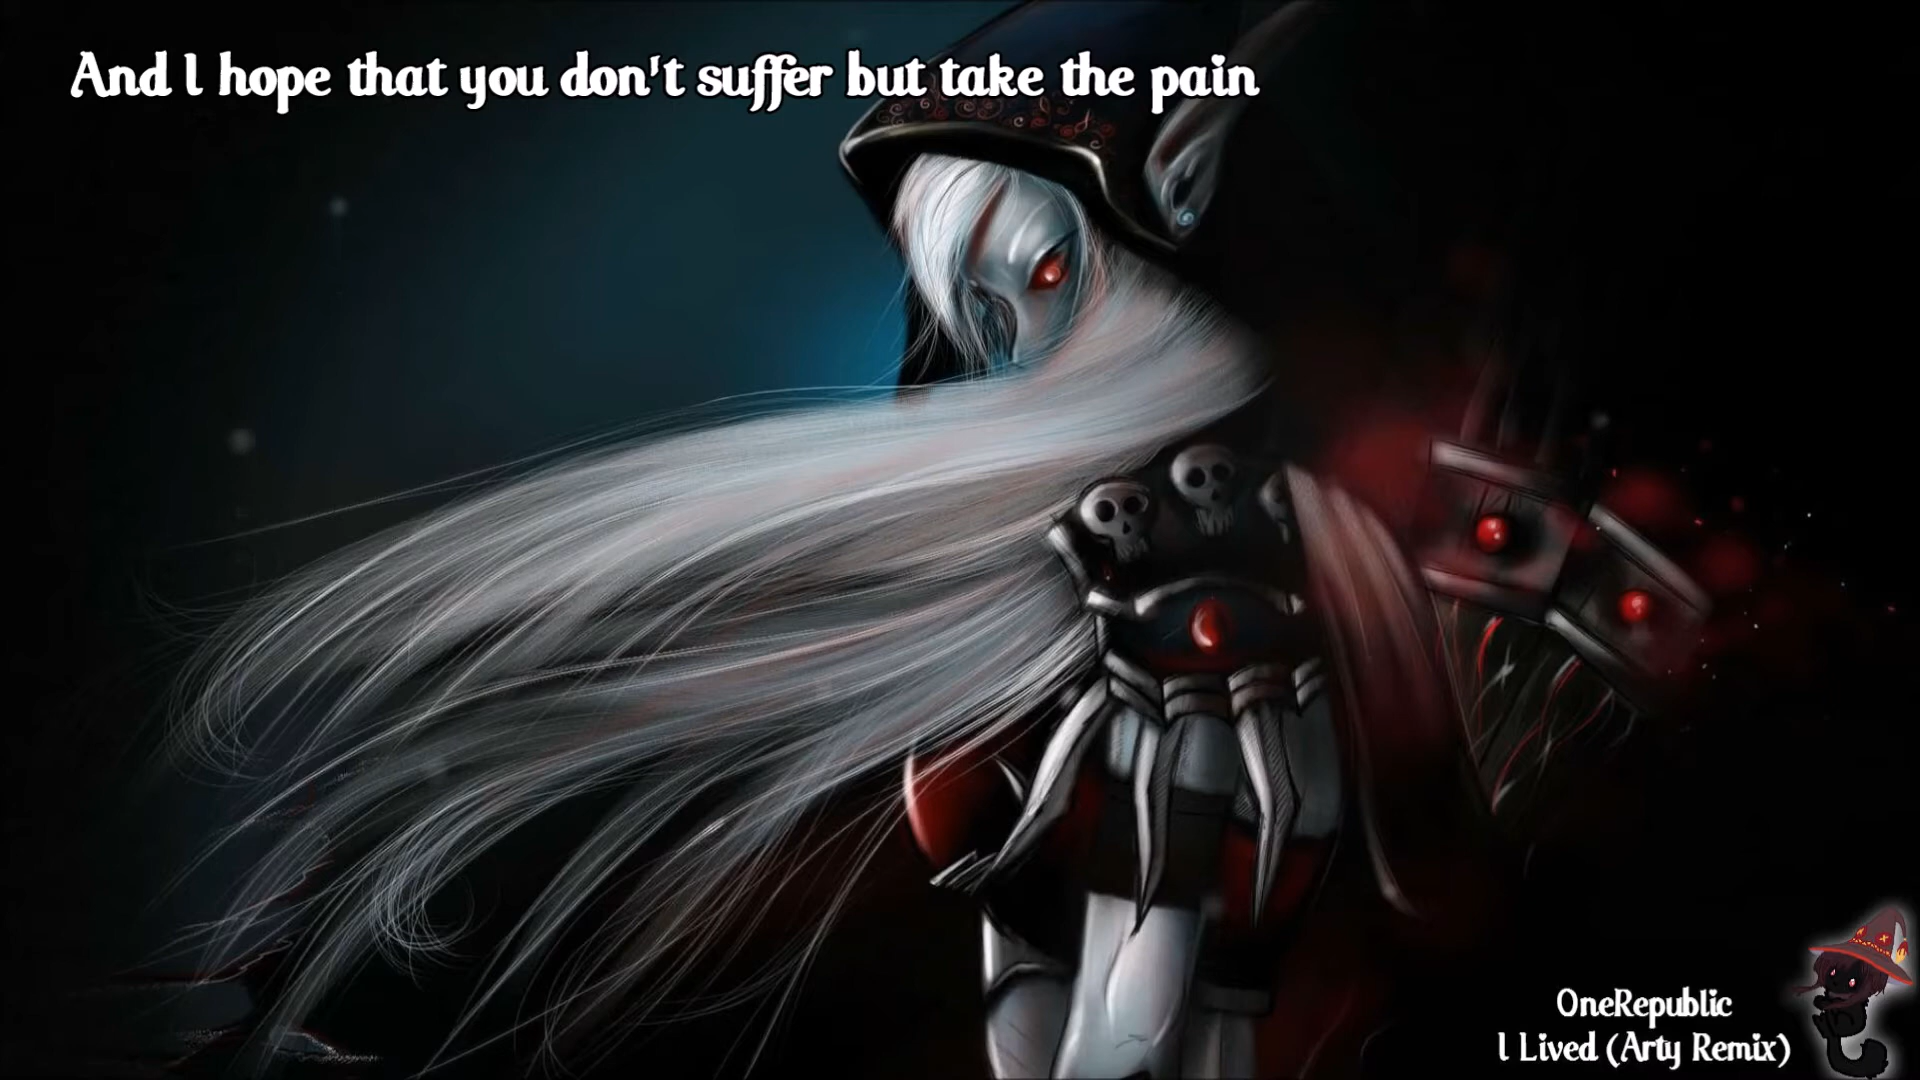 And I hope that you don't suffer but take the pain
OneRepublic
I Lived (Arty Remix)